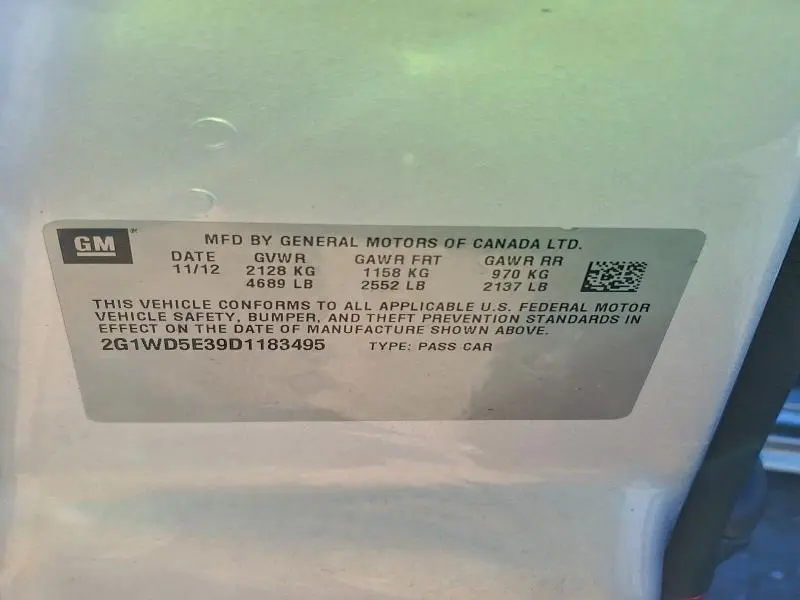 GM ® MFD BY GENERAL MOTORS OF CANADA LTD.
DATE GVWR GAWR FRT GAWR RR
11/12 2128 KG 1158 KG 970 KG
4689 LB 2552 LB 2137 LB
THIS VEHICLE CONFORMS TO ALL APPLICABLE U.S. FEDERAL MOTOR
VEHICLE SAFETY, BUMPER, AND THEFT PREVENTION STANDARDS IN
EFFECT ON THE DATE OF MANUFACTURE SHOWN ABOVE.
2G1WD5E39D1183495 TYPE: PASS CAR